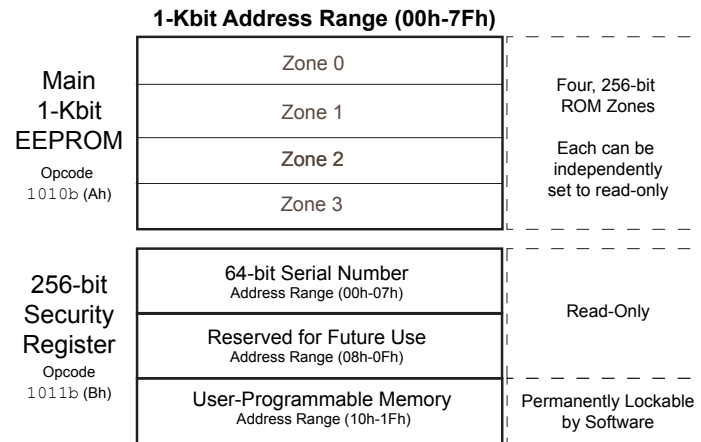 1-Kbit Address Range (00h-7Fh)
Main
1-Kbit
EEPROM
Opcode
1010b (Ah)
Zone 0
Zone 1
Zone 2
Zone 3
Four, 256-bit
ROM Zones
Each can be
independently
set to read-only
256-bit
Security
Register
Opcode
1011b (Bh)
64-bit Serial Number
Address Range (00h-07h)
Reserved for Future Use
Address Range (08h-0Fh)
User-Programmable Memory
Address Range (10h-1Fh)
Read-Only
Permanently Lockable
by Software